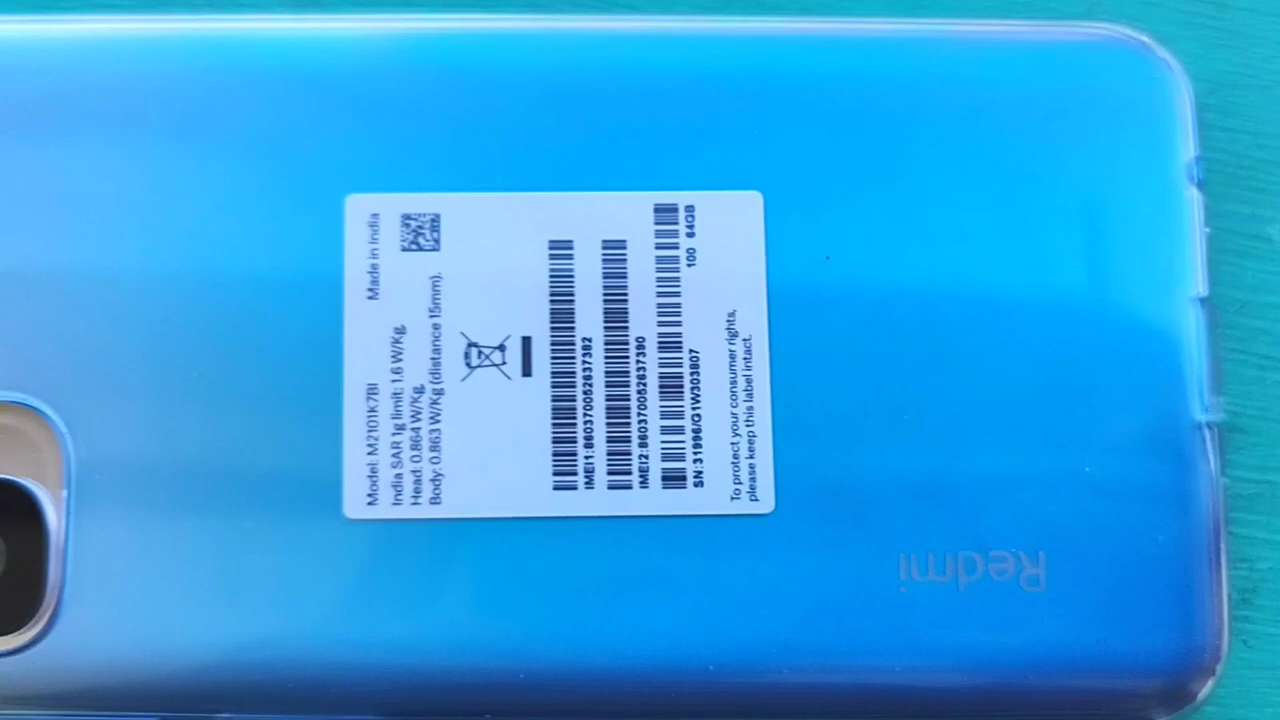 Model: M2101K7BI Made in India
India SAR 1g limit: 1.6 W/Kg,
Head: 0.864 W/Kg,
Body: 0.863 W/Kg (distance 15mm).
IMEI1:860370052637382
IMEI2:860370052637390
SN:31996/G1W303807 100 64GB
To protect your consumer rights,
please keep this label intact.
Redmi